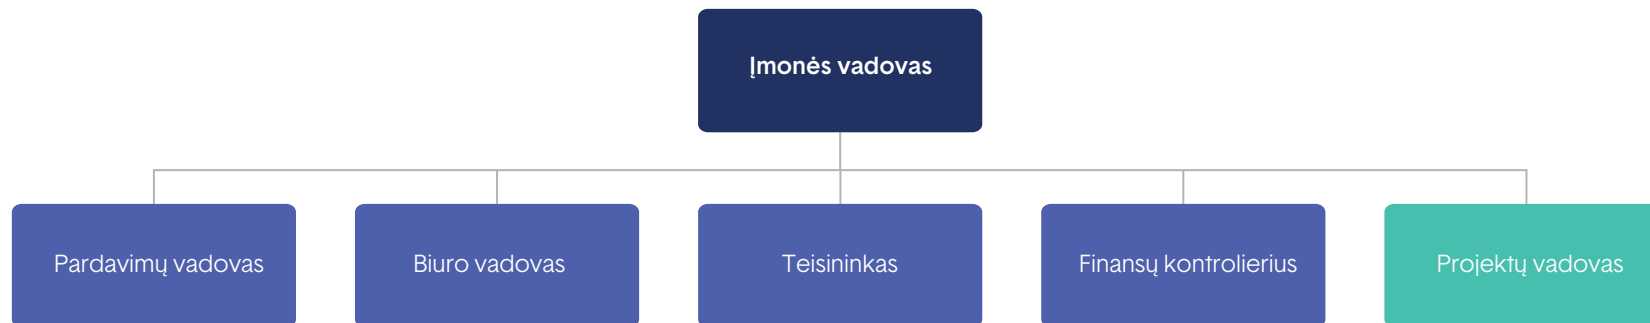 Įmonės vadovas
Pardavimų vadovas
Biuro vadovas
Teisininkas
Finansų kontrolierius
Projektų vadovas